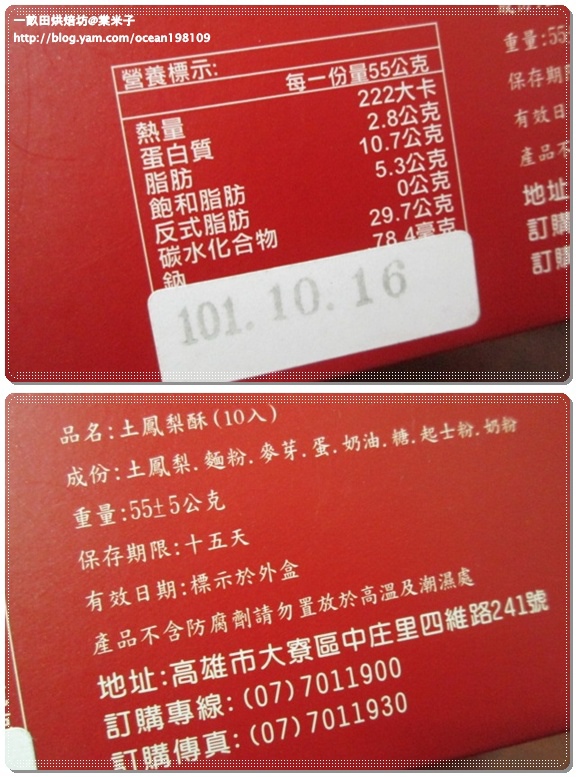 一畝田烘焙坊@業米子
http://blog.yam.com/ocean198109
重量:55
保存期
有效日
產品不
地址
訂購
訂購
營養標示:
每一份量55公克
熱量 222大卡
蛋白質 2.8公克
脂肪 10.7公克
飽和脂肪 5.3公克
反式脂肪 0公克
碳水化合物 29.7公克
鈉 78.4毫克
101.10.16
品名:土鳳梨酥(10入)
成份:土鳳梨.麵粉.麥芽.蛋.奶油.糖.起士粉.奶粉
重量:55±5公克
保存期限:十五天
有效日期:標示於外盒
產品不含防腐劑請勿置放於高溫及潮濕處
地址:高雄市大寮區中庄里四維路241號
訂購專線:(07)7011900
訂購傳真:(07)7011930